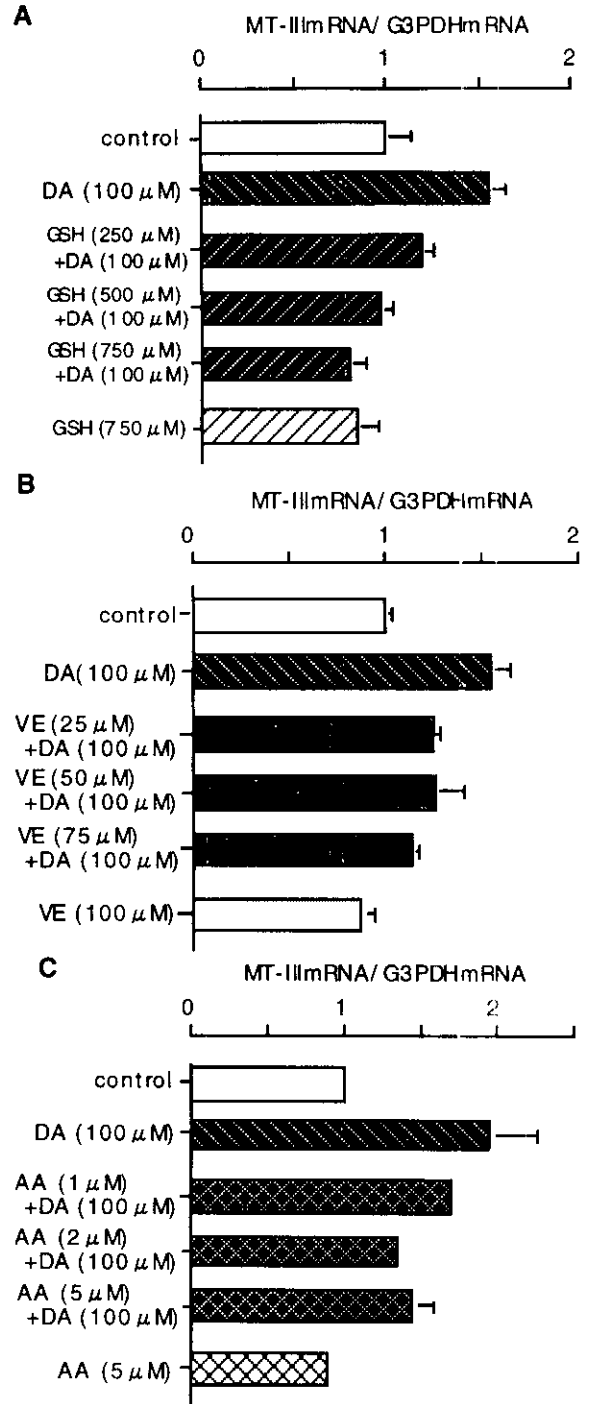 A
MT-IIImRNA/ G3PDHmRNA
0 1 2
control
DA (100 μM)
GSH (250 μM)
+DA (100 μM)
GSH (500 μM)
+DA (100 μM)
GSH (750 μM)
+DA (100 μM)
GSH (750 μM)
B
MT-IIImRNA/ G3PDHmRNA
0 1 2
control
DA(100 μM)
VE (25 μM)
+DA (100 μM)
VE (50 μM)
+DA (100 μM)
VE (75 μM)
+DA (100 μM)
VE (100 μM)
C
MT-IIImRNA/ G3PDHmRNA
0 1 2
control
DA (100 μM)
AA (1 μM)
+DA (100 μM)
AA (2 μM)
+DA (100 μM)
AA (5 μM)
+DA (100 μM)
AA (5 μM)